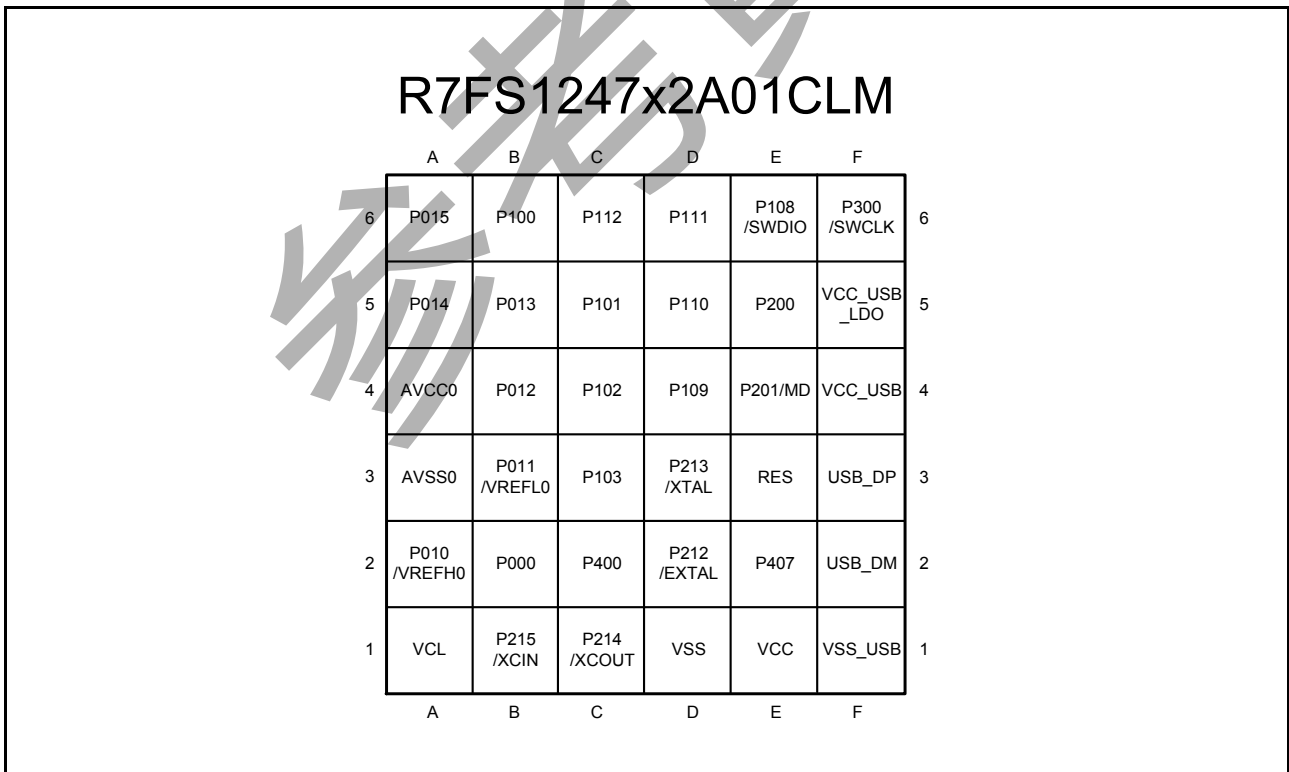 R7FS1247x2A01CLM
A B C D E F
6 P015 P100 P112 P111 P108 /SWDIO P300 /SWCLK 6
5 P014 P013 P101 P110 P200 VCC_USB _LDO 5
4 AVCC0 P012 P102 P109 P201/MD VCC_USB 4
3 AVSS0 P011 /VREFL0 P103 P213 /XTAL RES USB_DP 3
2 P010 /VREFH0 P000 P400 P212 /EXTAL P407 USB_DM 2
1 VCL P215 /XCIN P214 /XCOUT VSS VCC VSS_USB 1
A B C D E F
参考